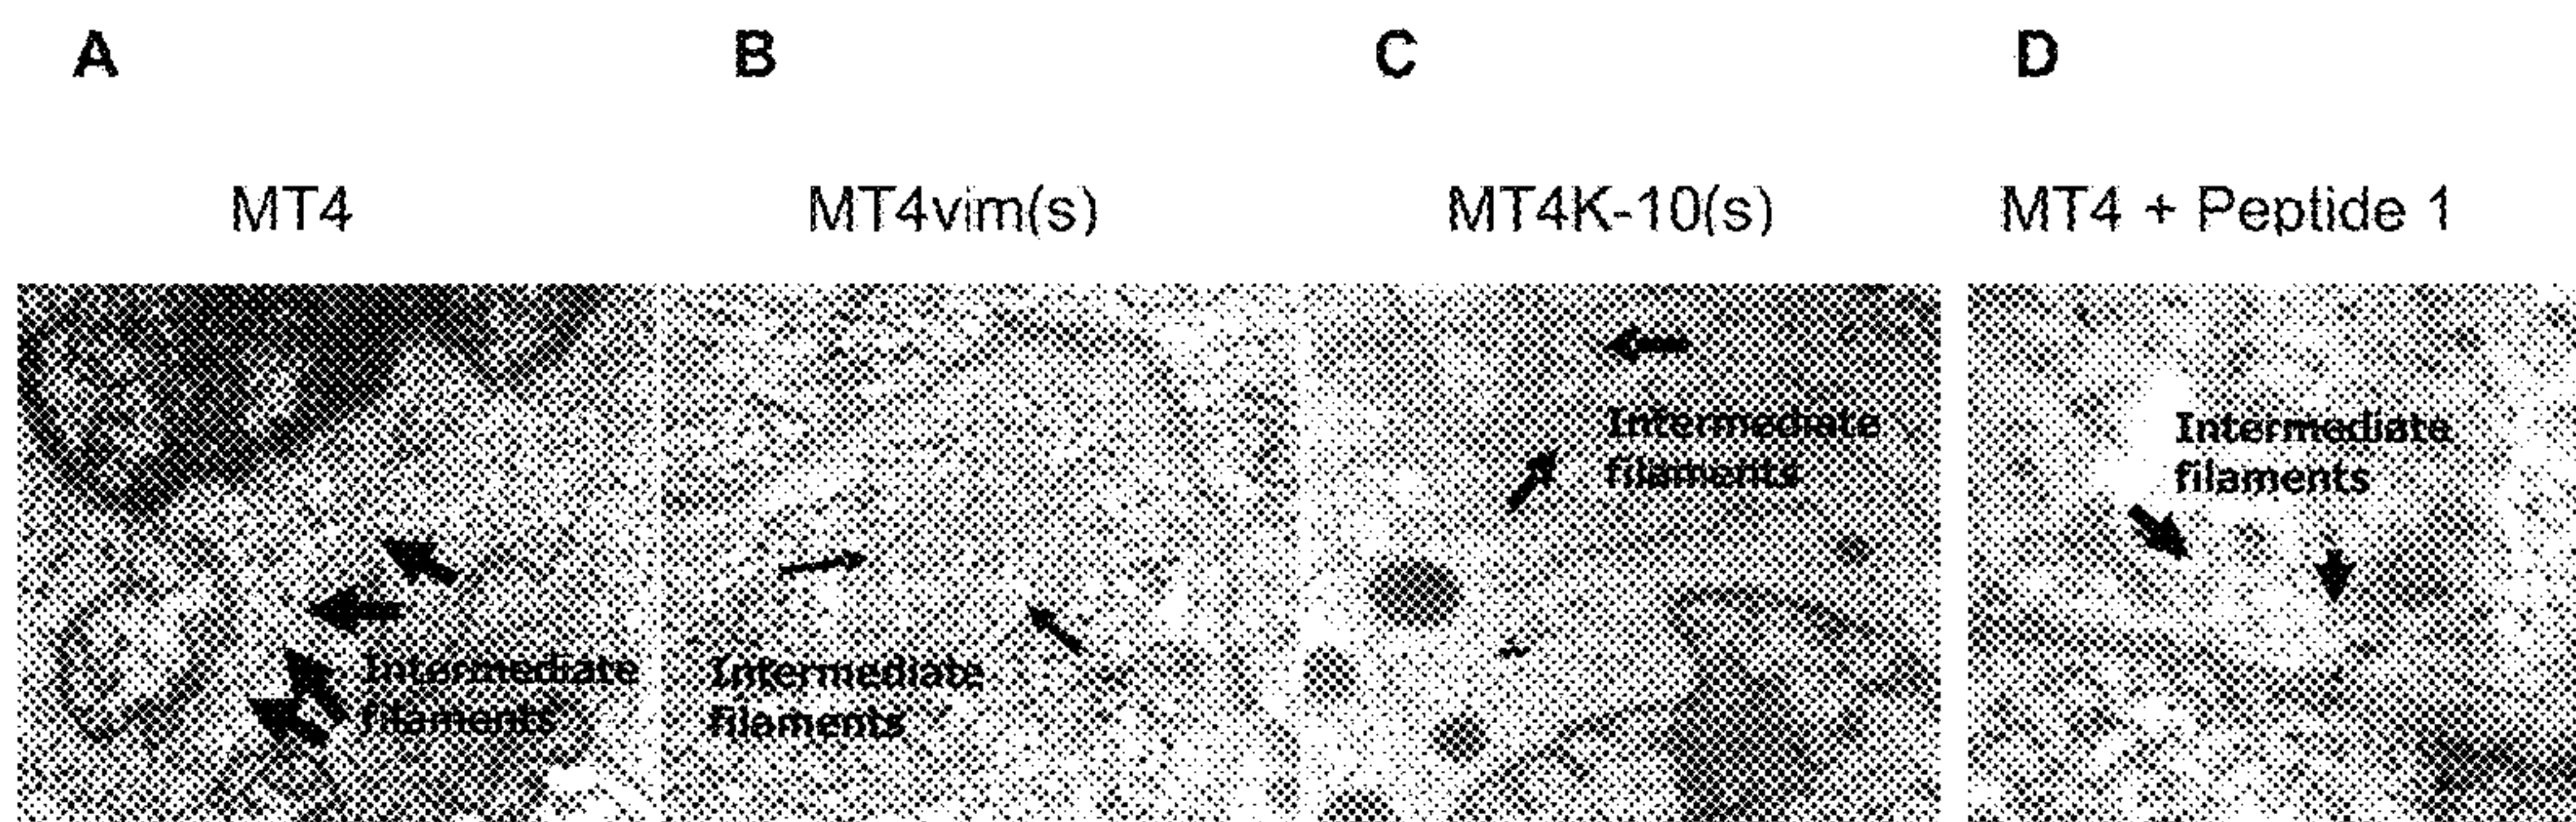 A
B
C
D
MT4
MT4vim(s)
MT4K-10(s)
MT4 + Peptide 1
Intermediate
filaments
Intermediate
filaments
Intermediate
filaments
Intermediate
filaments